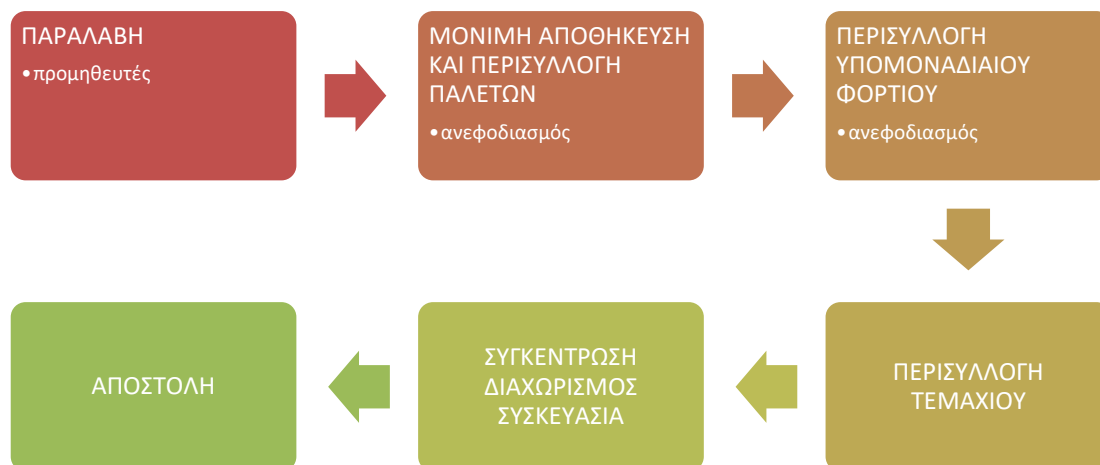 ΠΑΡΑΛΑΒΗ
•προμηθευτές
ΜΟΝΙΜΗ ΑΠΟΘΗΚΕΥΣΗ
ΚΑΙ ΠΕΡΙΣΥΛΛΟΓΗ
ΠΑΛΕΤΩΝ
•ανεφοδιασμός
ΠΕΡΙΣΥΛΛΟΓΗ
ΥΠΟΜΟΝΑΔΙΑΙΟΥ
ΦΟΡΤΙΟΥ
•ανεφοδιασμός
ΠΕΡΙΣΥΛΛΟΓΗ
ΤΕΜΑΧΙΟΥ
ΣΥΓΚΕΝΤΡΩΣΗ
ΔΙΑΧΩΡΙΣΜΟΣ
ΣΥΣΚΕΥΑΣΙΑ
ΑΠΟΣΤΟΛΗ